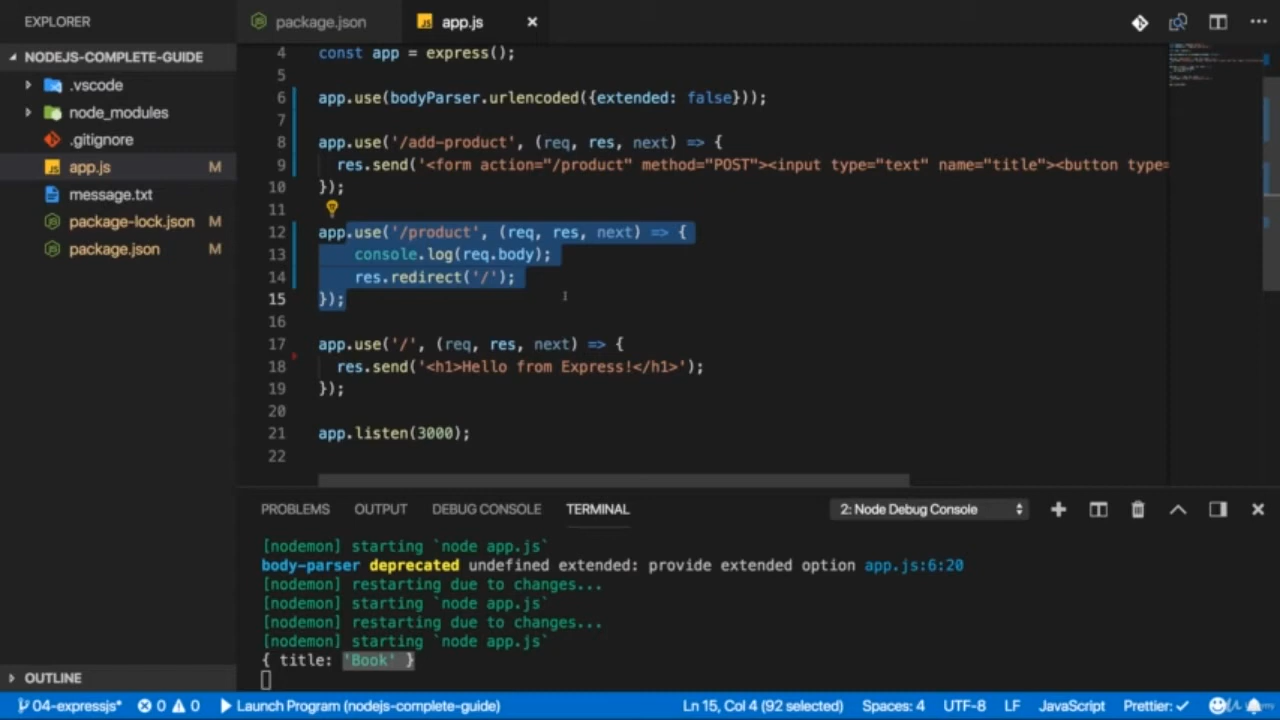 EXPLORER
package.json
app.js
NODEJS-COMPLETE-GUIDE
.vscode
node_modules
.gitignore
app.js M
message.txt
package-lock.json M
package.json M
OUTLINE
4 const app = express();
5
6 app.use(bodyParser.urlencoded({extended: false}));
7
8 app.use('/add-product', (req, res, next) => {
9 res.send('<form action="/product" method="POST"><input type="text" name="title"><button type=
10 });
11
12 app.use('/product', (req, res, next) => {
13 console.log(req.body);
14 res.redirect('/');
15 });
16
17 app.use('/', (req, res, next) => {
18 res.send('<h1>Hello from Express!</h1>');
19 });
20
21 app.listen(3000);
22
PROBLEMS OUTPUT DEBUG CONSOLE TERMINAL 2: Node Debug Console
[nodemon] starting `node app.js`
body-parser deprecated undefined extended: provide extended option app.js:6:20
[nodemon] restarting due to changes...
[nodemon] starting `node app.js`
[nodemon] restarting due to changes...
[nodemon] starting `node app.js`
{ title: 'Book' }
04-expressjs* 0 0 Launch Program (nodejs-complete-guide) Ln 15, Col 4 (92 selected) Spaces: 4 UTF-8 LF JavaScript Prettier: ✓